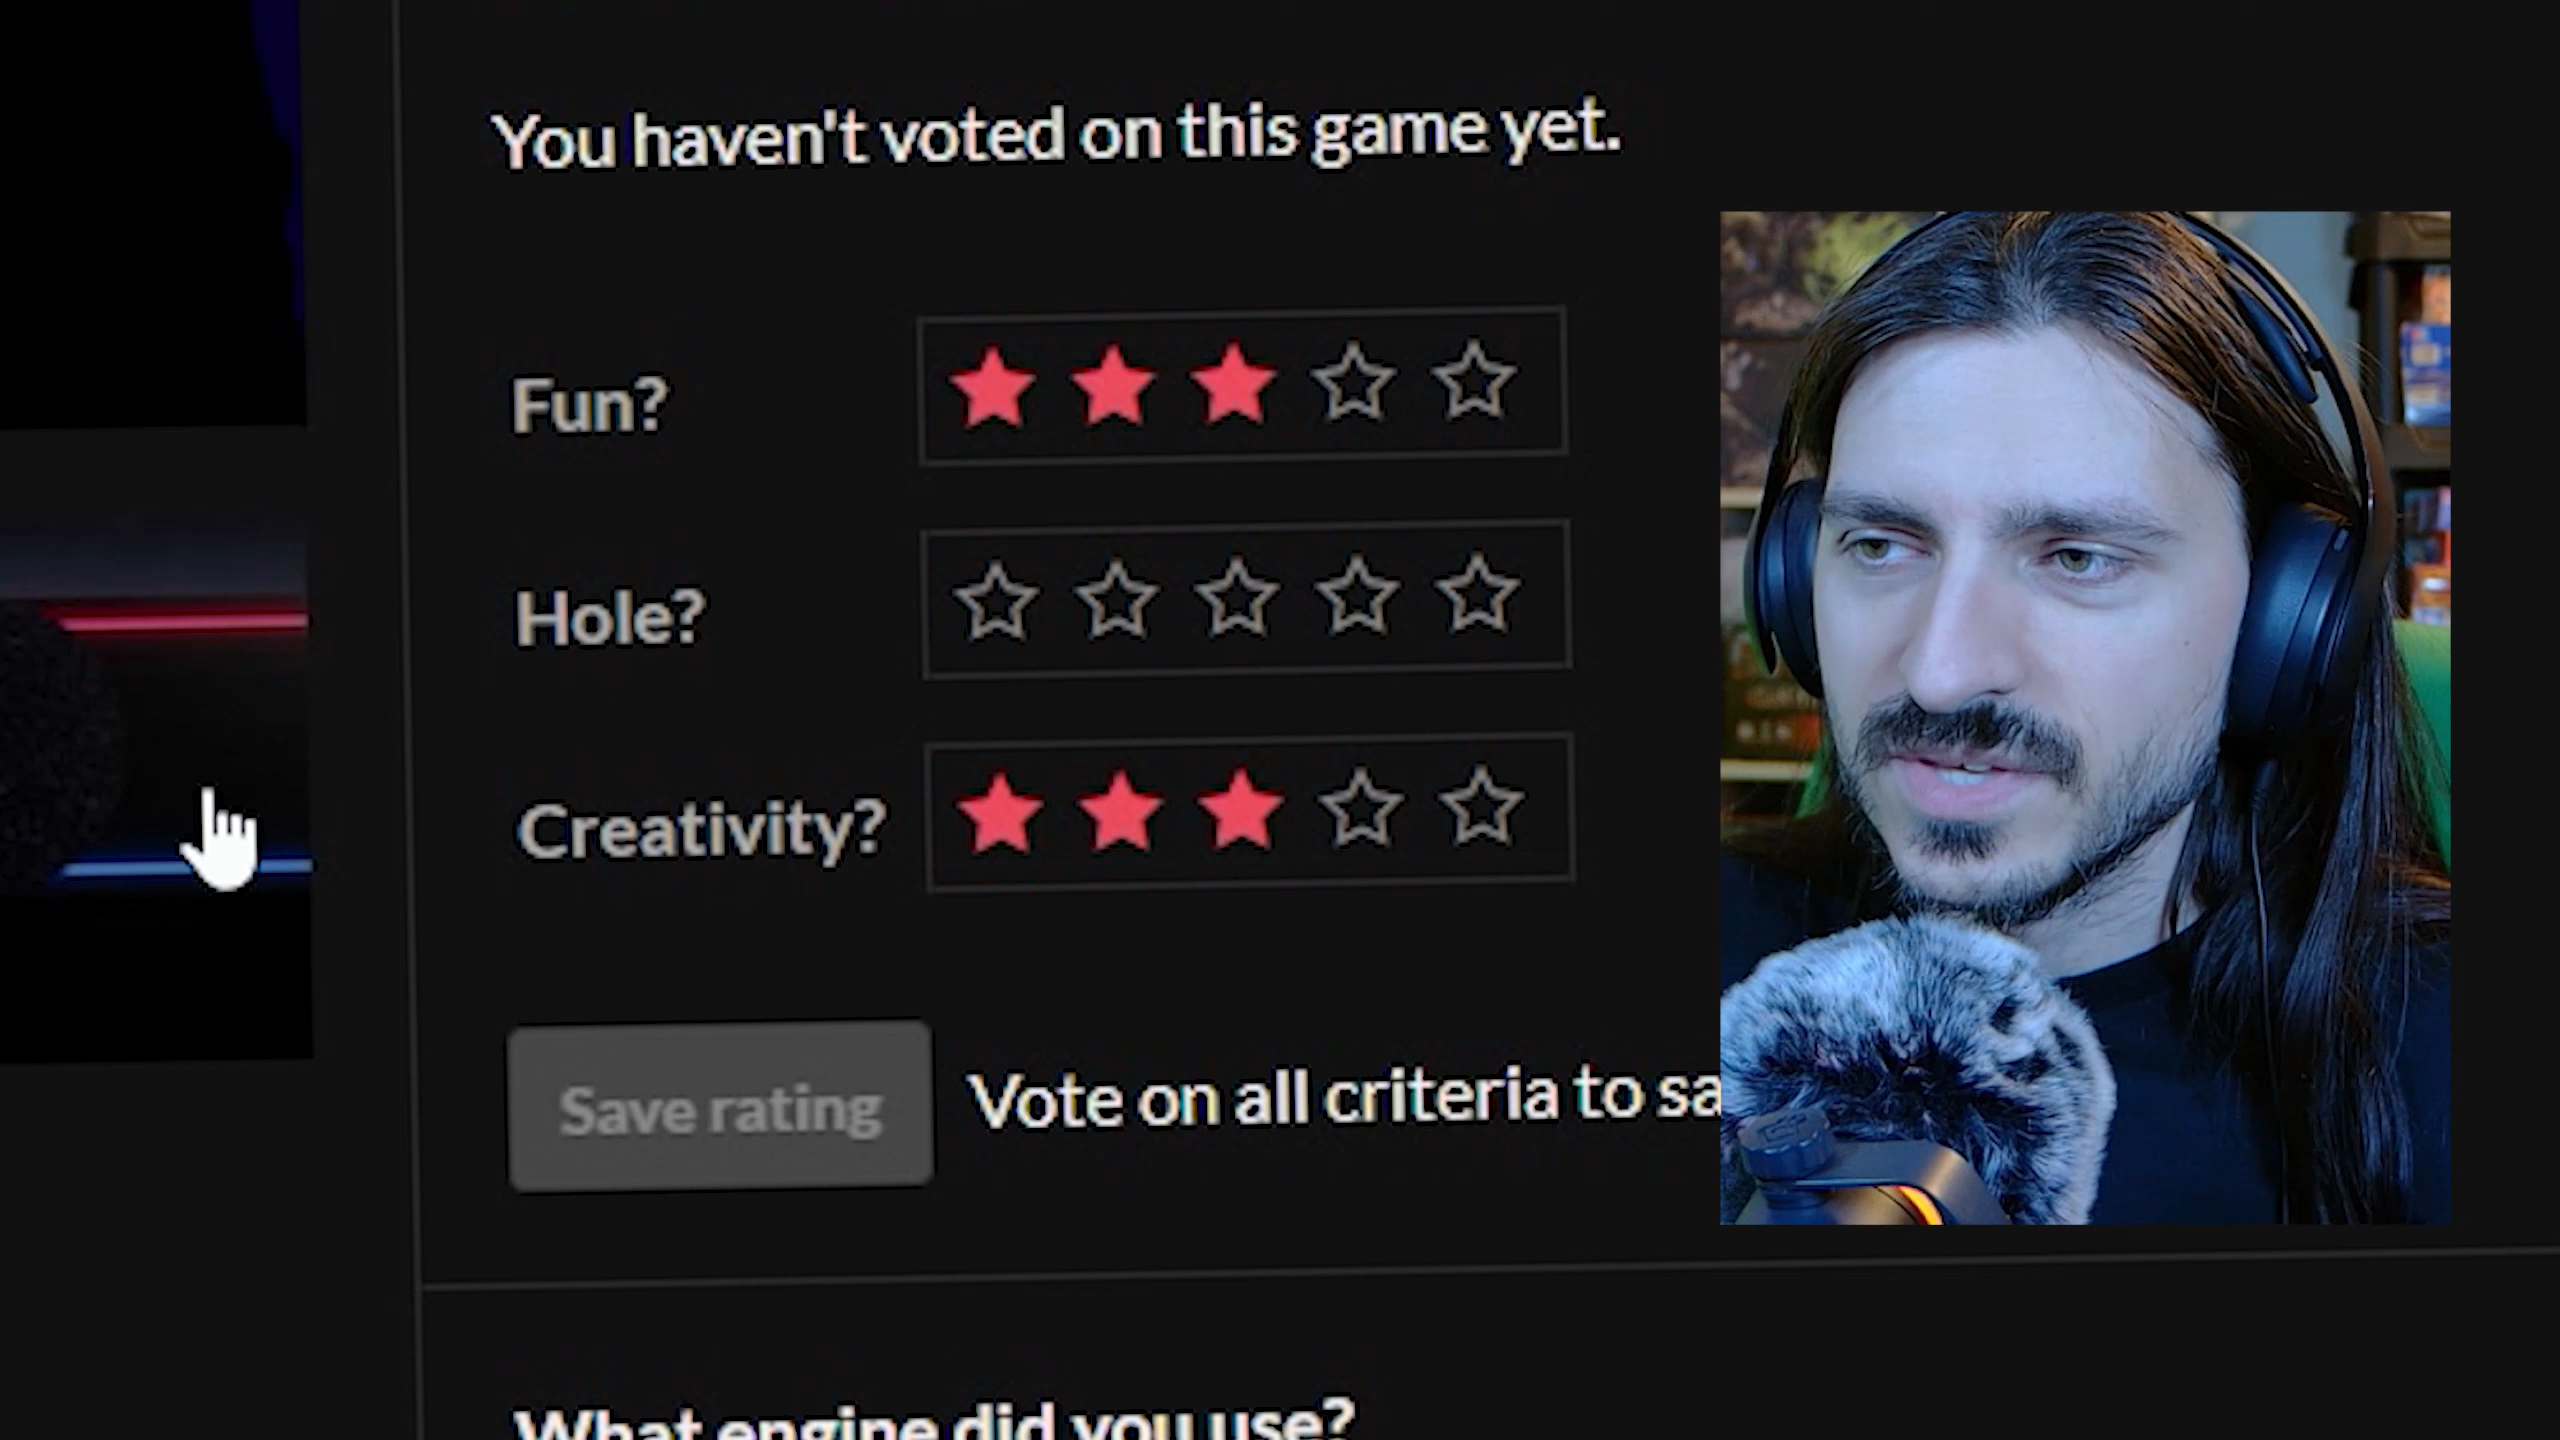 You haven't voted on this game yet.
Fun?
Hole?
Creativity?
Save rating
Vote on all criteria to sa
What engine did you use?